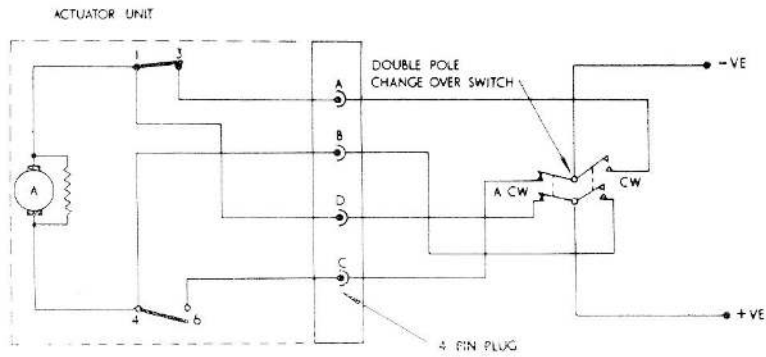 ACTUATOR UNIT
1 3
A
B
D
C
A
4 6
DOUBLE POLE
CHANGE OVER SWITCH
-VE
A CW
CW
+VE
4 PIN PLUG